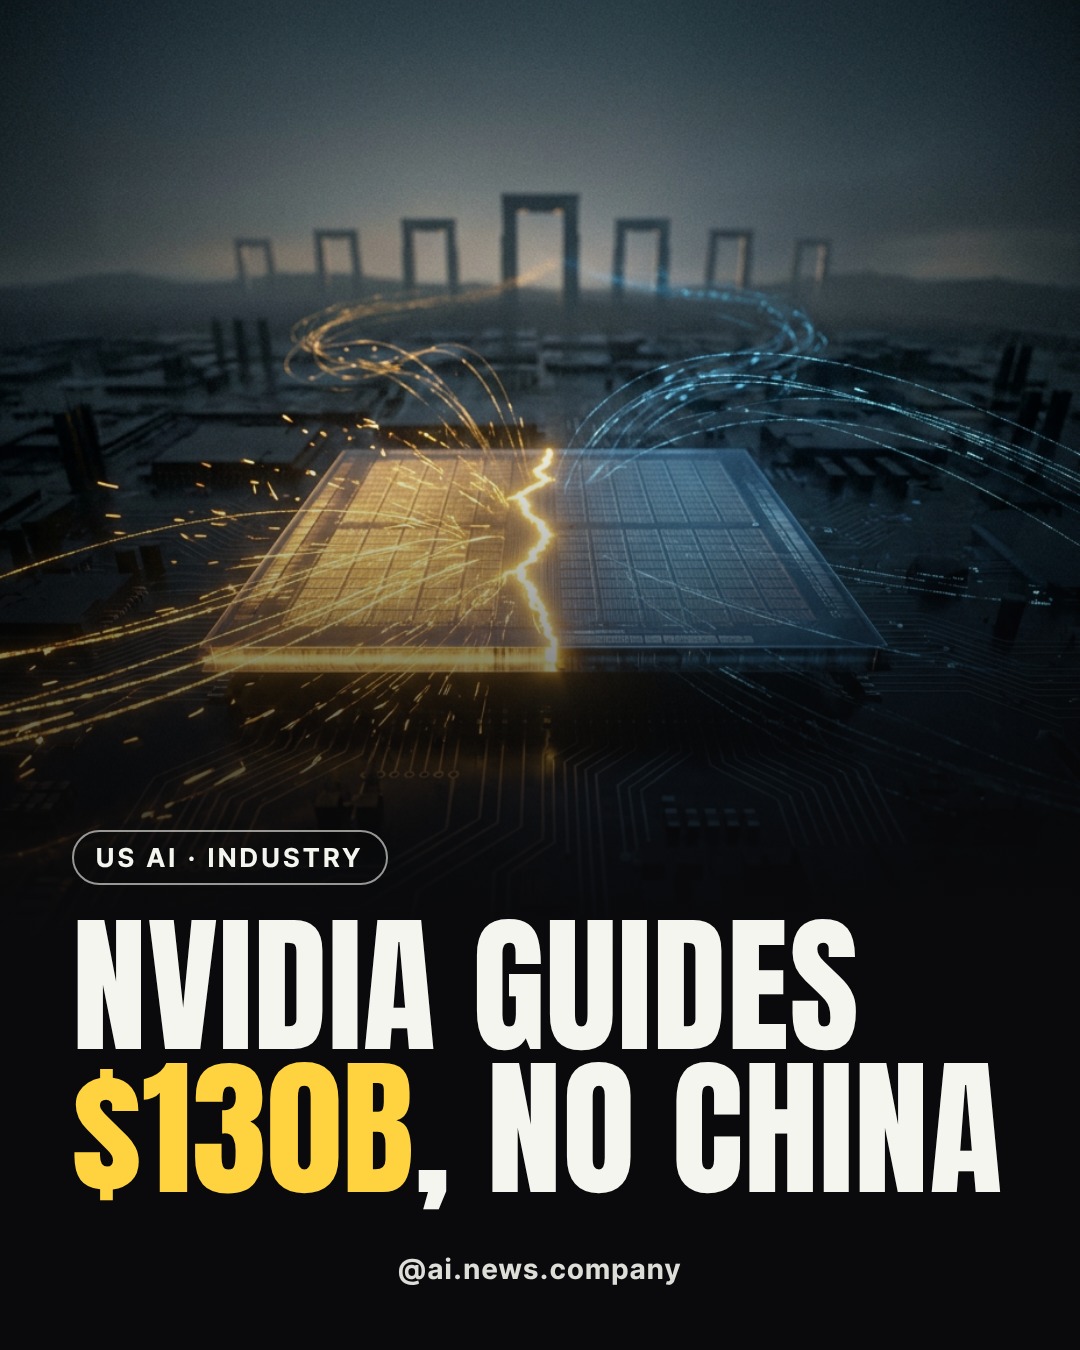 US AI · INDUSTRY
NVIDIA GUIDES
$130B, NO CHINA
@ai.news.company